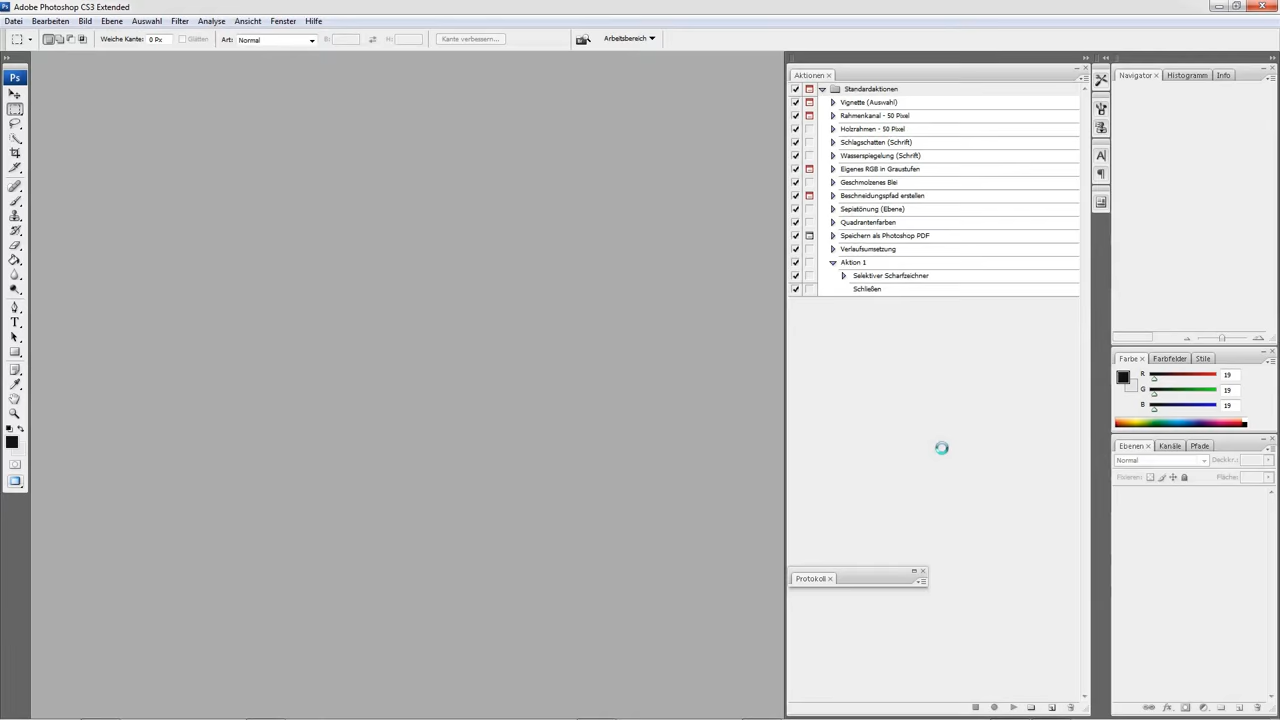 Adobe Photoshop CS3 Extended
Datei Bearbeiten Bild Ebene Auswahl Filter Analyse Ansicht Fenster Hilfe
Weiche Kante: 0 Px Glätten Art: Normal B: H: Kante verbessern... Arbeitsbereich
Ps
Aktionen
Standardaktionen
Vignette (Auswahl)
Rahmenkanal - 50 Pixel
Holzrahmen - 50 Pixel
Schlagschatten (Schrift)
Wasserspiegelung (Schrift)
Eigenes RGB in Graustufen
Geschmolzenes Blei
Beschneidungspfad erstellen
Sepiatönung (Ebene)
Quadrantenfarben
Speichern als Photoshop PDF
Verlaufsumsetzung
Aktion 1
Selektiver Scharfzeichner
Schließen
Protokoll
Navigator Histogramm Info
Farbe Farbfelder Stile
R 19
G 19
B 19
Ebenen Kanäle Pfade
Normal Deckkr.:
Fixieren: Fläche: